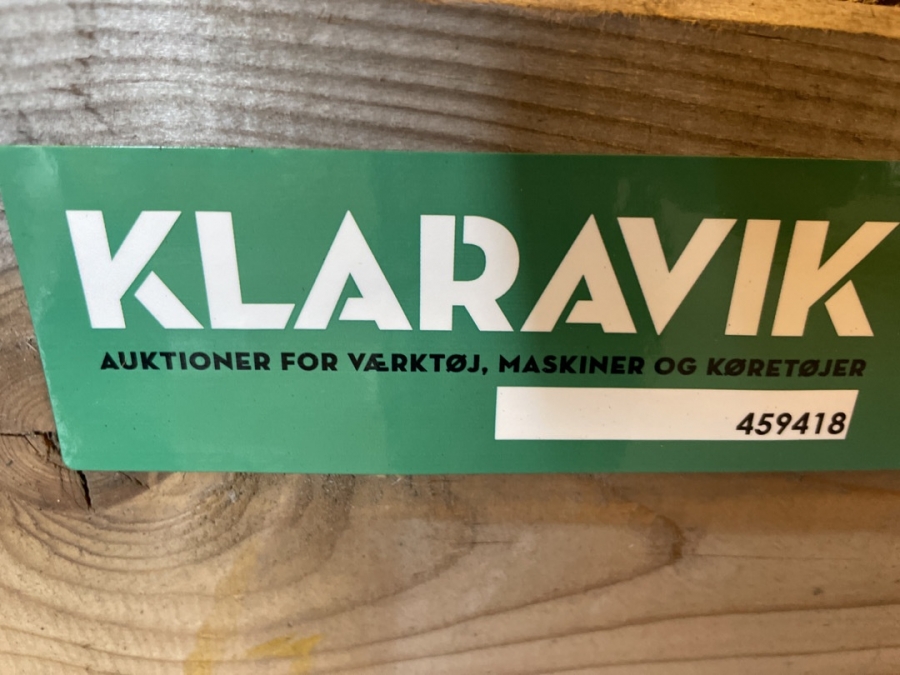 KLARAVIK
AUKTIONER FOR VÆRKTØJ, MASKINER OG KØRETØJER
459418